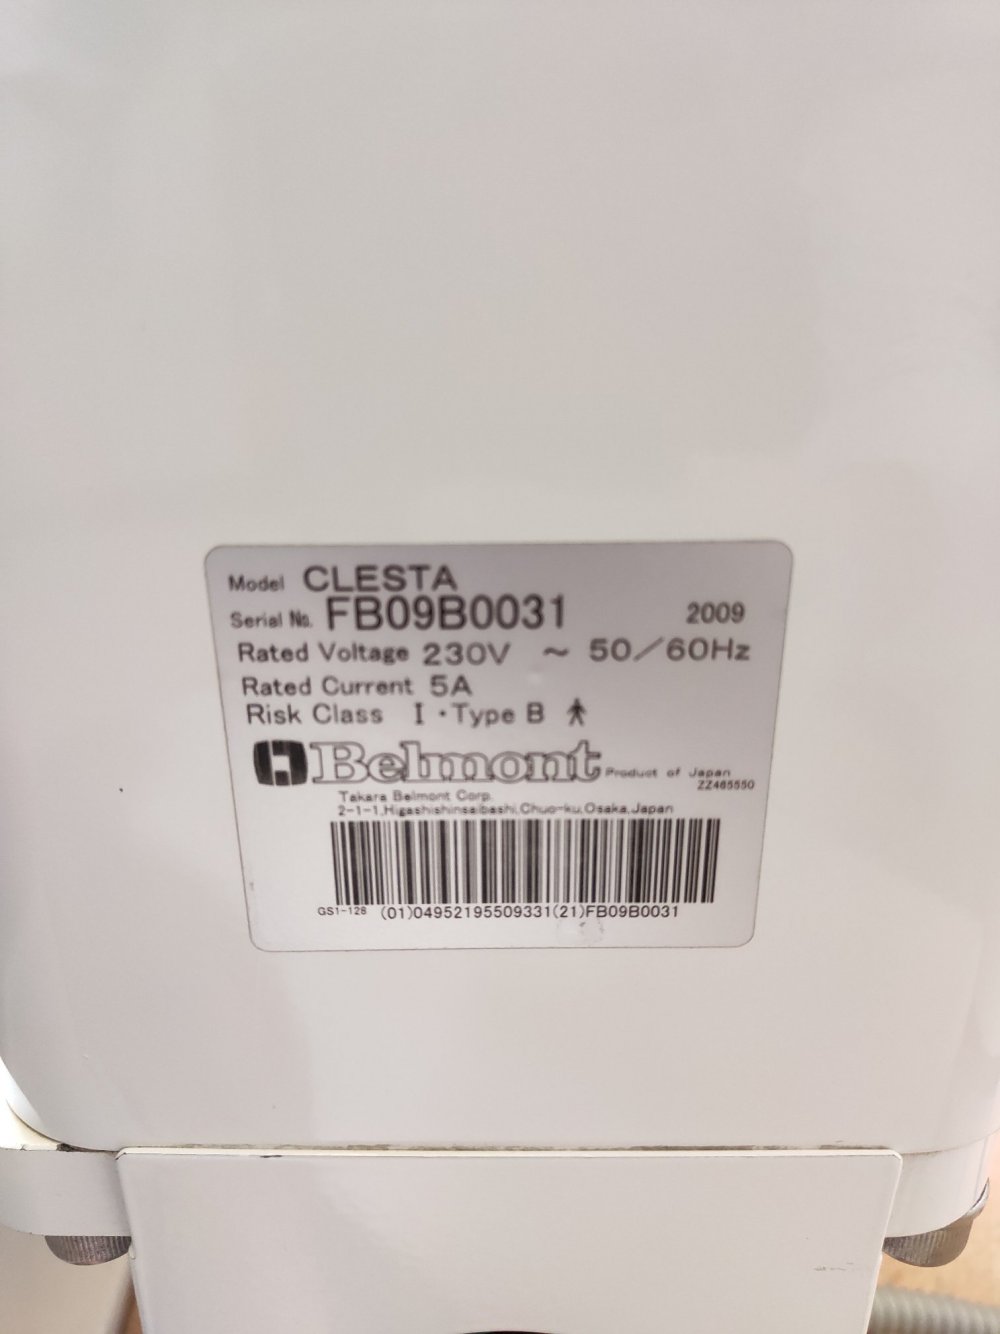 Model CLESTA
Serial No. FB09B0031 2009
Rated Voltage 230V ~ 50/60Hz
Rated Current 5A
Risk Class I・Type B
Belmont Product of Japan
ZZ465550
Takara Belmont Corp.
2-1-1,Higashishinsaibashi,Chuo-ku,Osaka,Japan
GS1-128 (01)04952195509331(21)FB09B0031